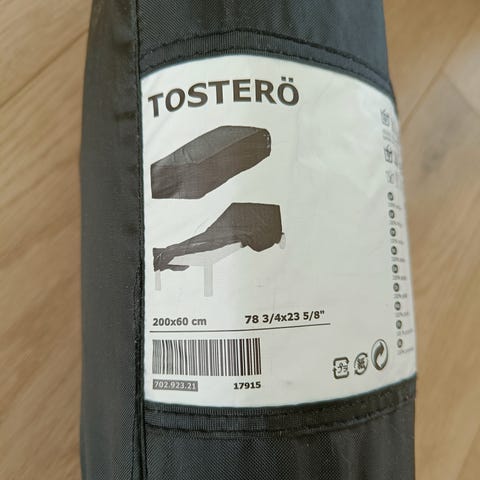 TOSTERÖ
200x60 cm
78 3/4x23 5/8"
702.923.21
17915